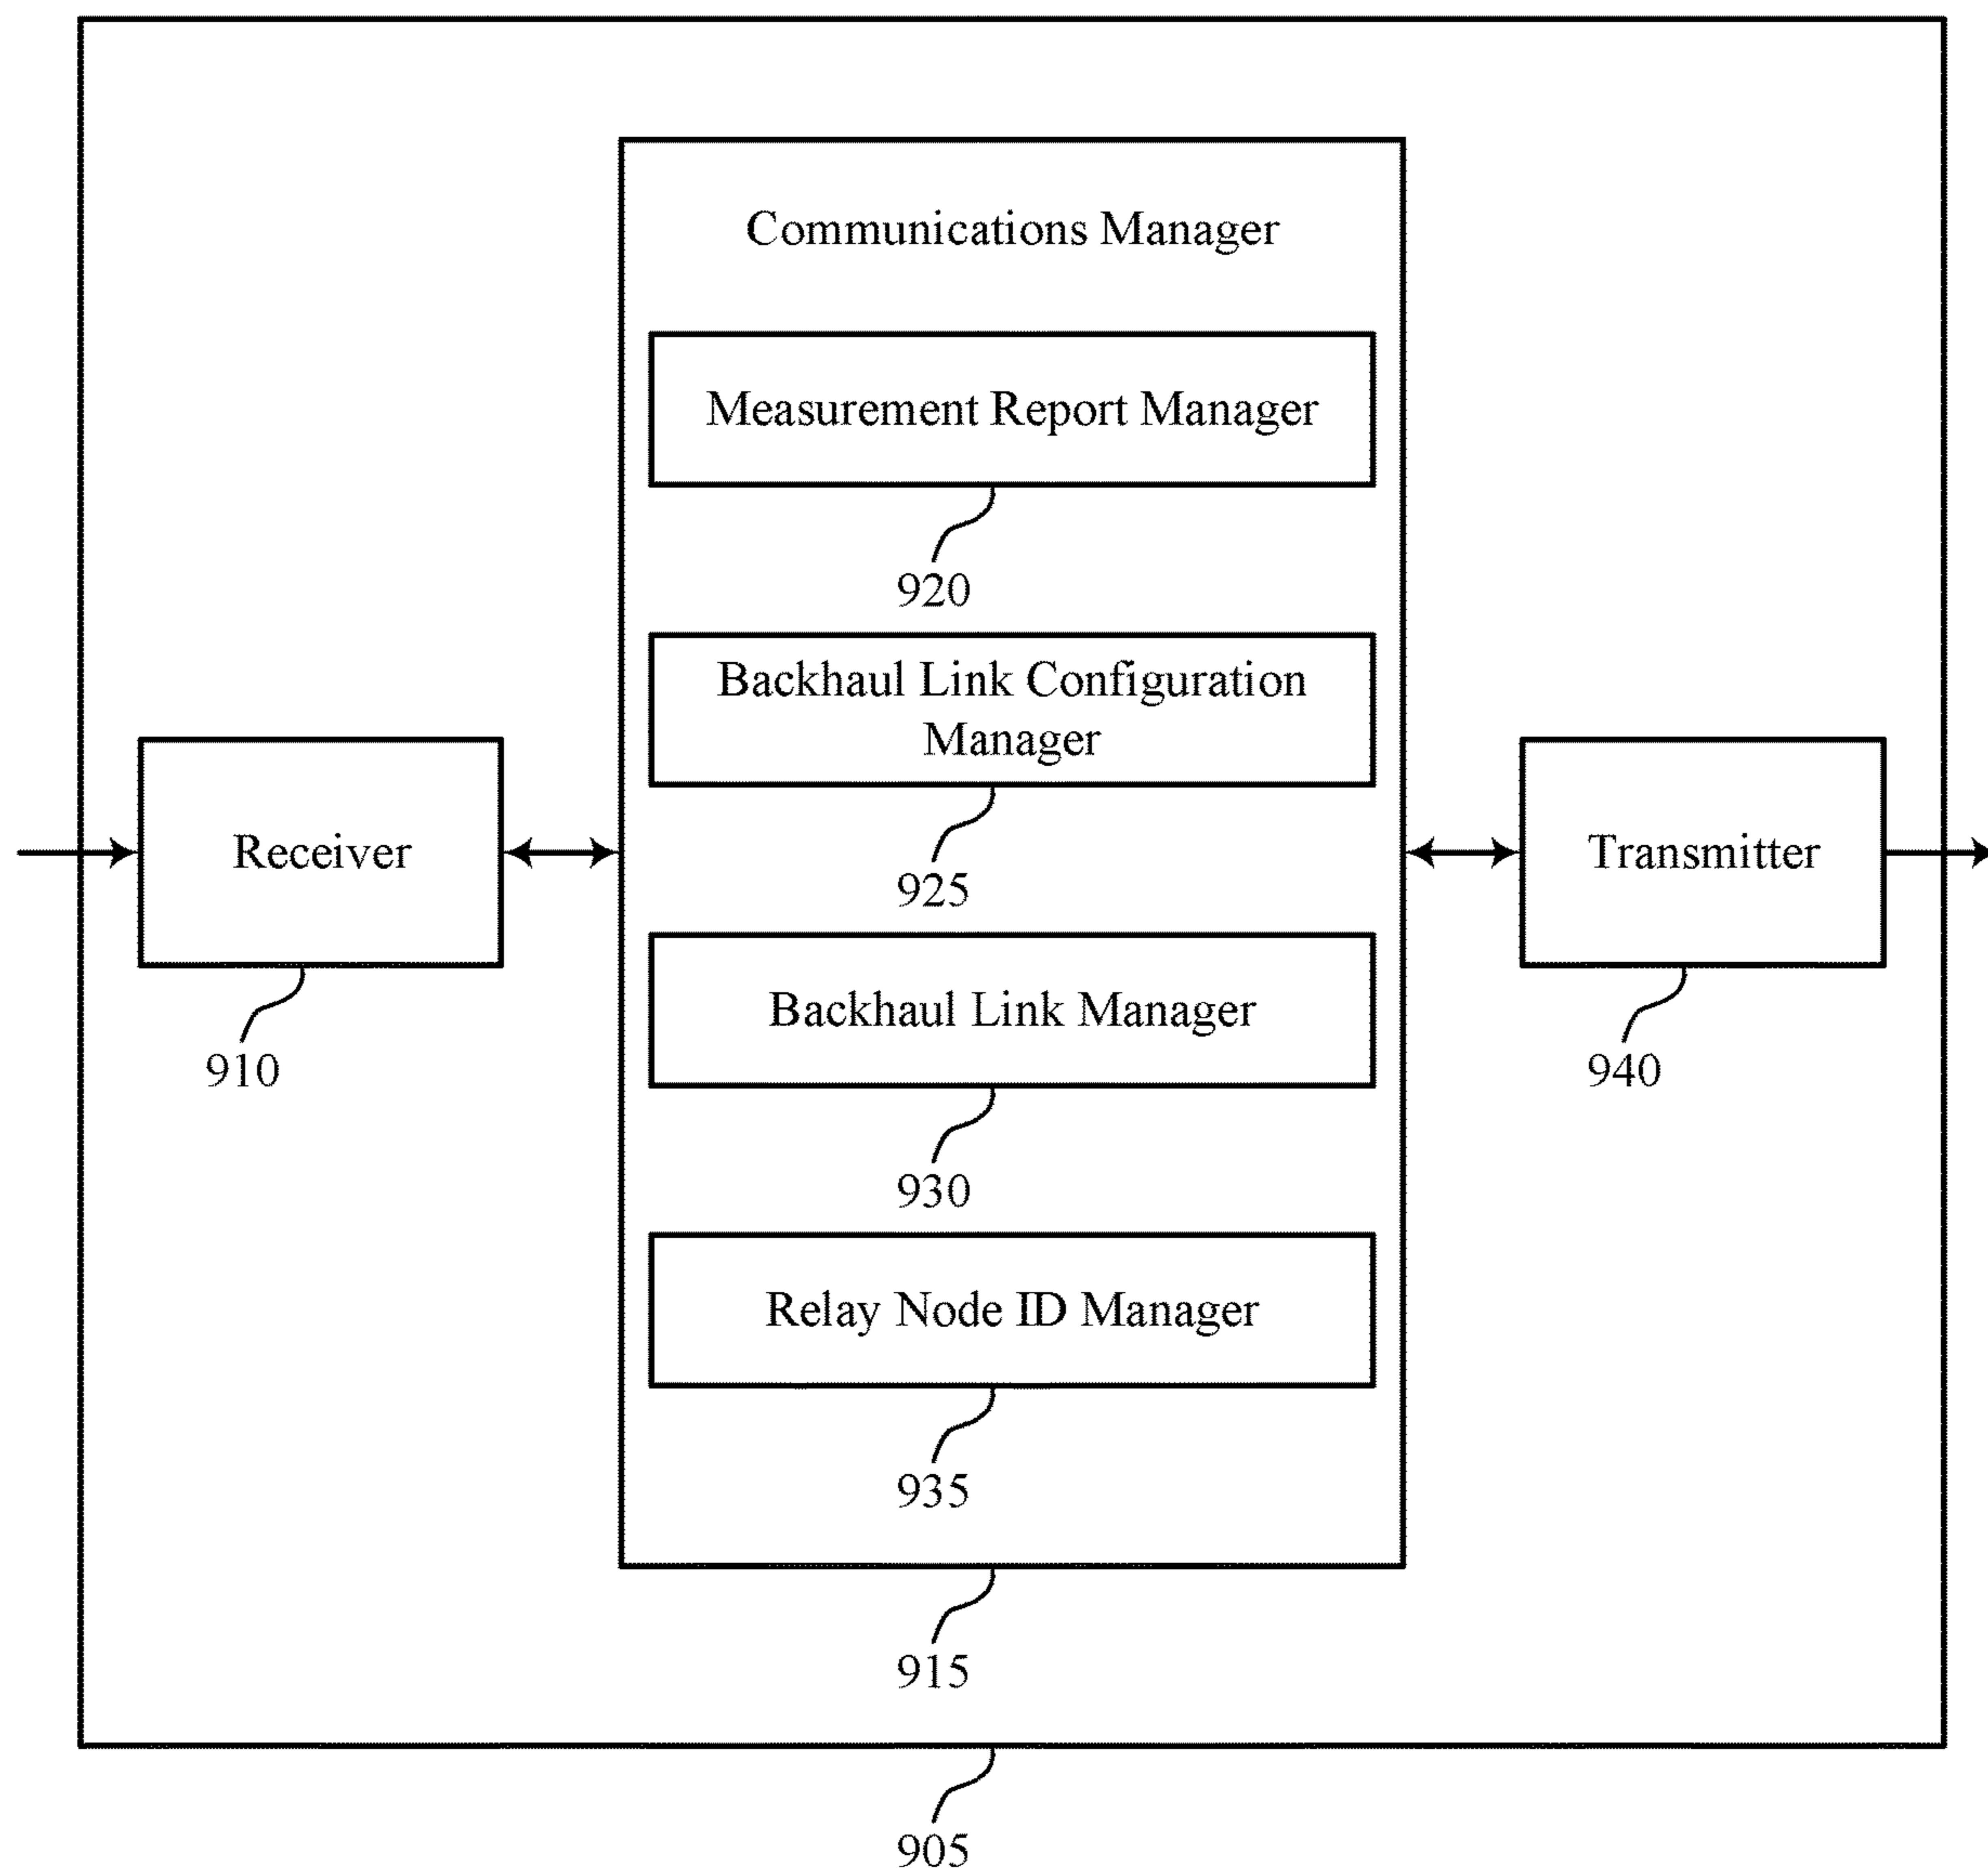 Communications Manager
Measurement Report Manager
920
Backhaul Link Configuration
Manager
925
Receiver
910
Backhaul Link Manager
930
Transmitter
940
Relay Node ID Manager
935
915
905